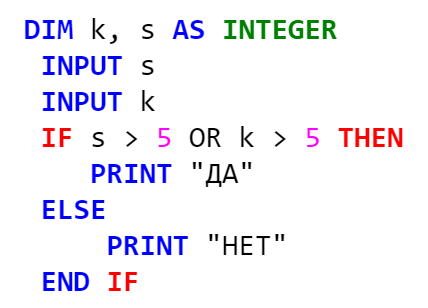 DIM k, s AS INTEGER
INPUT s
INPUT k
IF s > 5 OR k > 5 THEN
PRINT "ДА"
ELSE
PRINT "НЕТ"
END IF